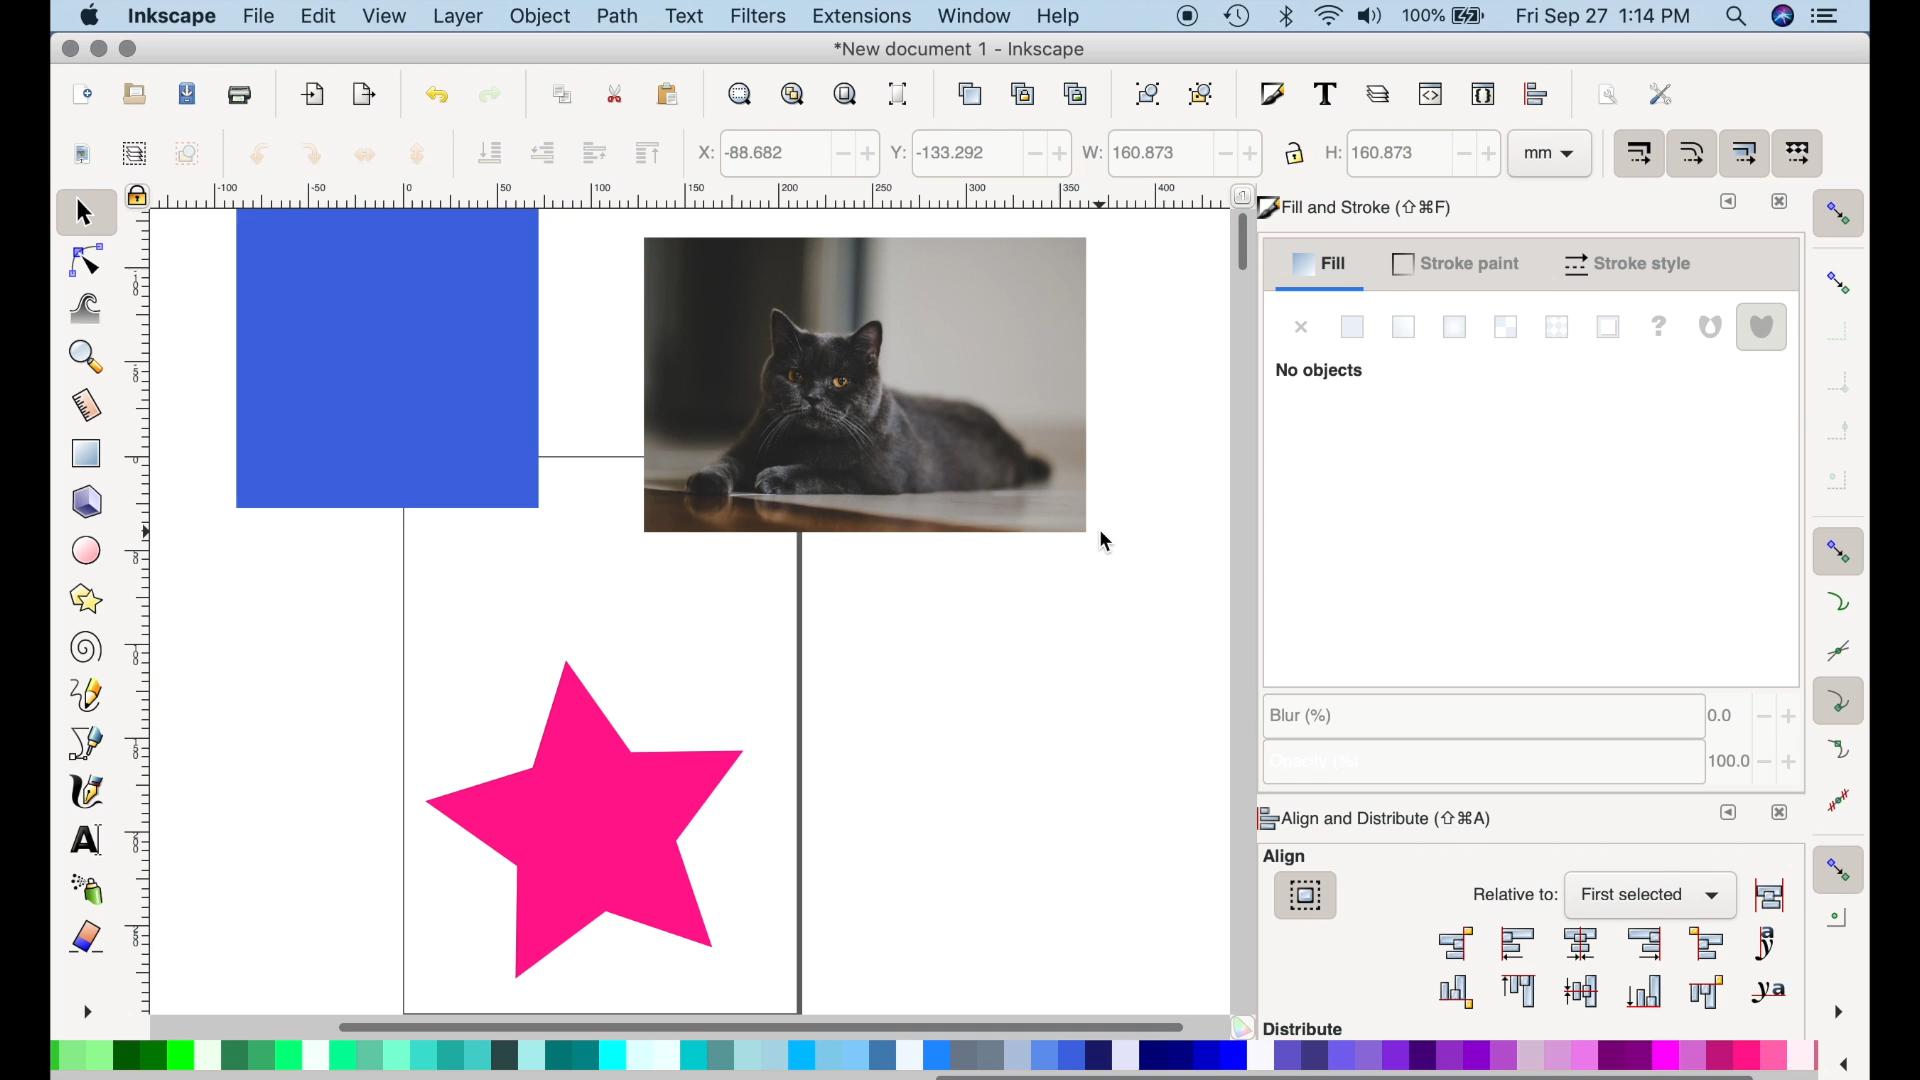 Inkscape File Edit View Layer Object Path Text Filters Extensions Window Help 100% Fri Sep 27 1:14 PM
*New document 1 - Inkscape
X: -88.682 Y: -133.292 W: 160.873 H: 160.873 mm
-100 -50 0 50 100 150 200 250 300 350 400
Fill and Stroke (⇧⌘F)
Fill Stroke paint Stroke style
No objects
Blur (%) 0.0
Opacity (%) 100.0
Align and Distribute (⇧⌘A)
Align
Relative to: First selected
Distribute